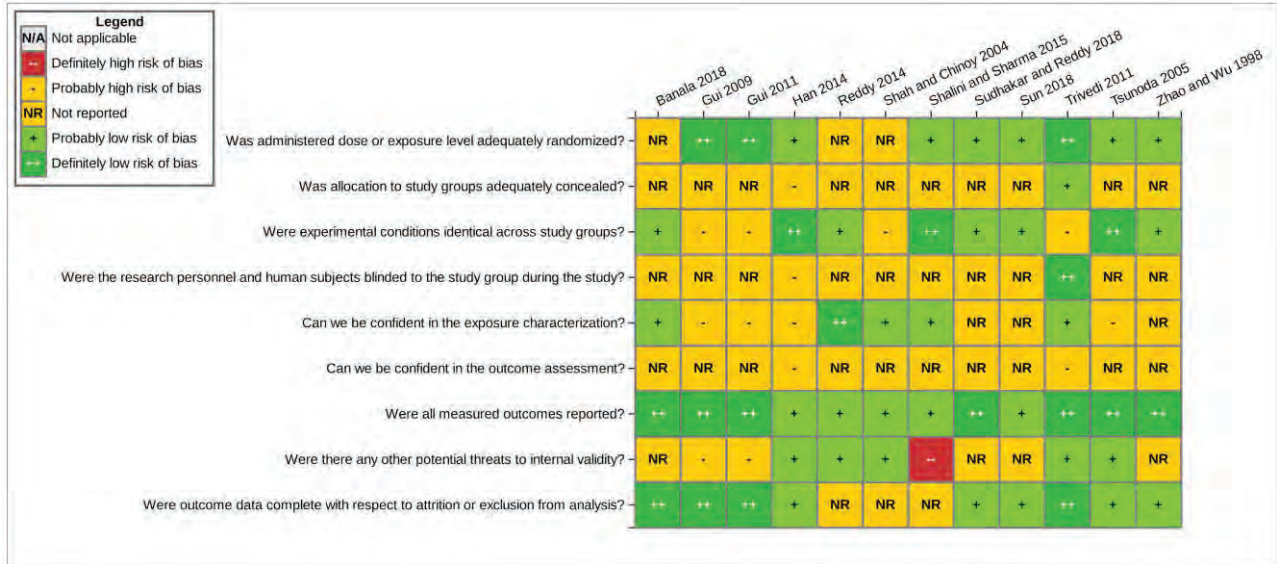 Legend
N/A Not applicable
-- Definitely high risk of bias
- Probably high risk of bias
NR Not reported
+ Probably low risk of bias
++ Definitely low risk of bias
Banala 2018
Gui 2009
Gui 2011
Han 2014
Reddy 2014
Shah and Chinoy 2004
Shalini and Sharma 2015
Sudhakar and Reddy 2018
Sun 2018
Trivedi 2011
Tsunoda 2005
Zhao and Wu 1998
Was administered dose or exposure level adequately randomized? NR ++ ++ + NR NR + + + ++ + +
Was allocation to study groups adequately concealed? NR NR NR - NR NR NR NR NR + NR NR
Were experimental conditions identical across study groups? + - - ++ + - ++ + + - ++ +
Were the research personnel and human subjects blinded to the study group during the study? NR NR NR - NR NR NR NR NR ++ NR NR
Can we be confident in the exposure characterization? + - - - ++ + + NR NR + - NR
Can we be confident in the outcome assessment? NR NR NR - NR NR NR NR NR - NR NR
Were all measured outcomes reported? ++ ++ ++ + + + + ++ + ++ ++ ++
Were there any other potential threats to internal validity? NR - - + + + -- NR NR + + NR
Were outcome data complete with respect to attrition or exclusion from analysis? ++ ++ ++ + NR NR NR + + ++ + +